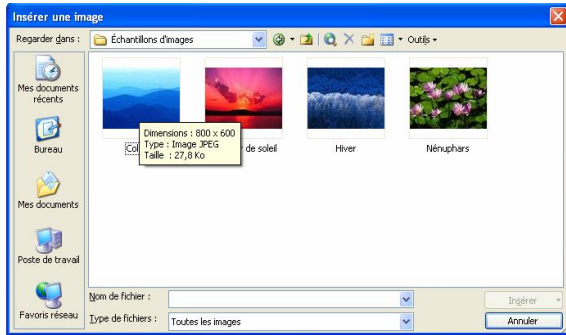 Insérer une image
Regarder dans :
Échantillons d'images
Outils
Mes documents
récents
Bureau
Mes documents
Poste de travail
Favoris réseau
Dimensions : 800 x 600
Type : Image JPEG
Taille : 27,8 Ko
Col
de soleil
Hiver
Nénuphars
Nom de fichier :
Insérer
Type de fichiers :
Toutes les images
Annuler